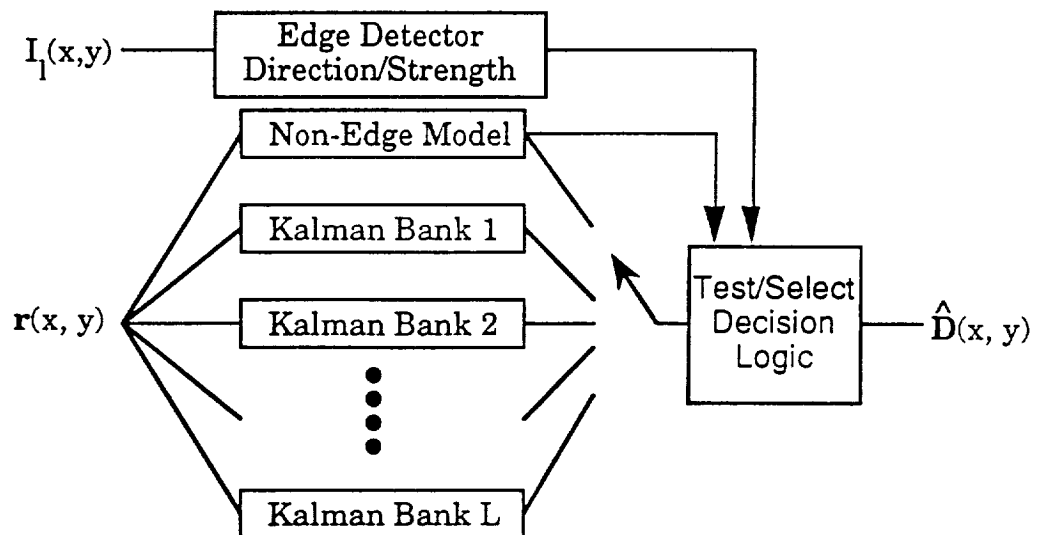 I_l(x,y)
Edge Detector
Direction/Strength
Non-Edge Model
Kalman Bank 1
r(x, y)
Kalman Bank 2
Kalman Bank L
Test/Select
Decision
Logic
D̂(x, y)